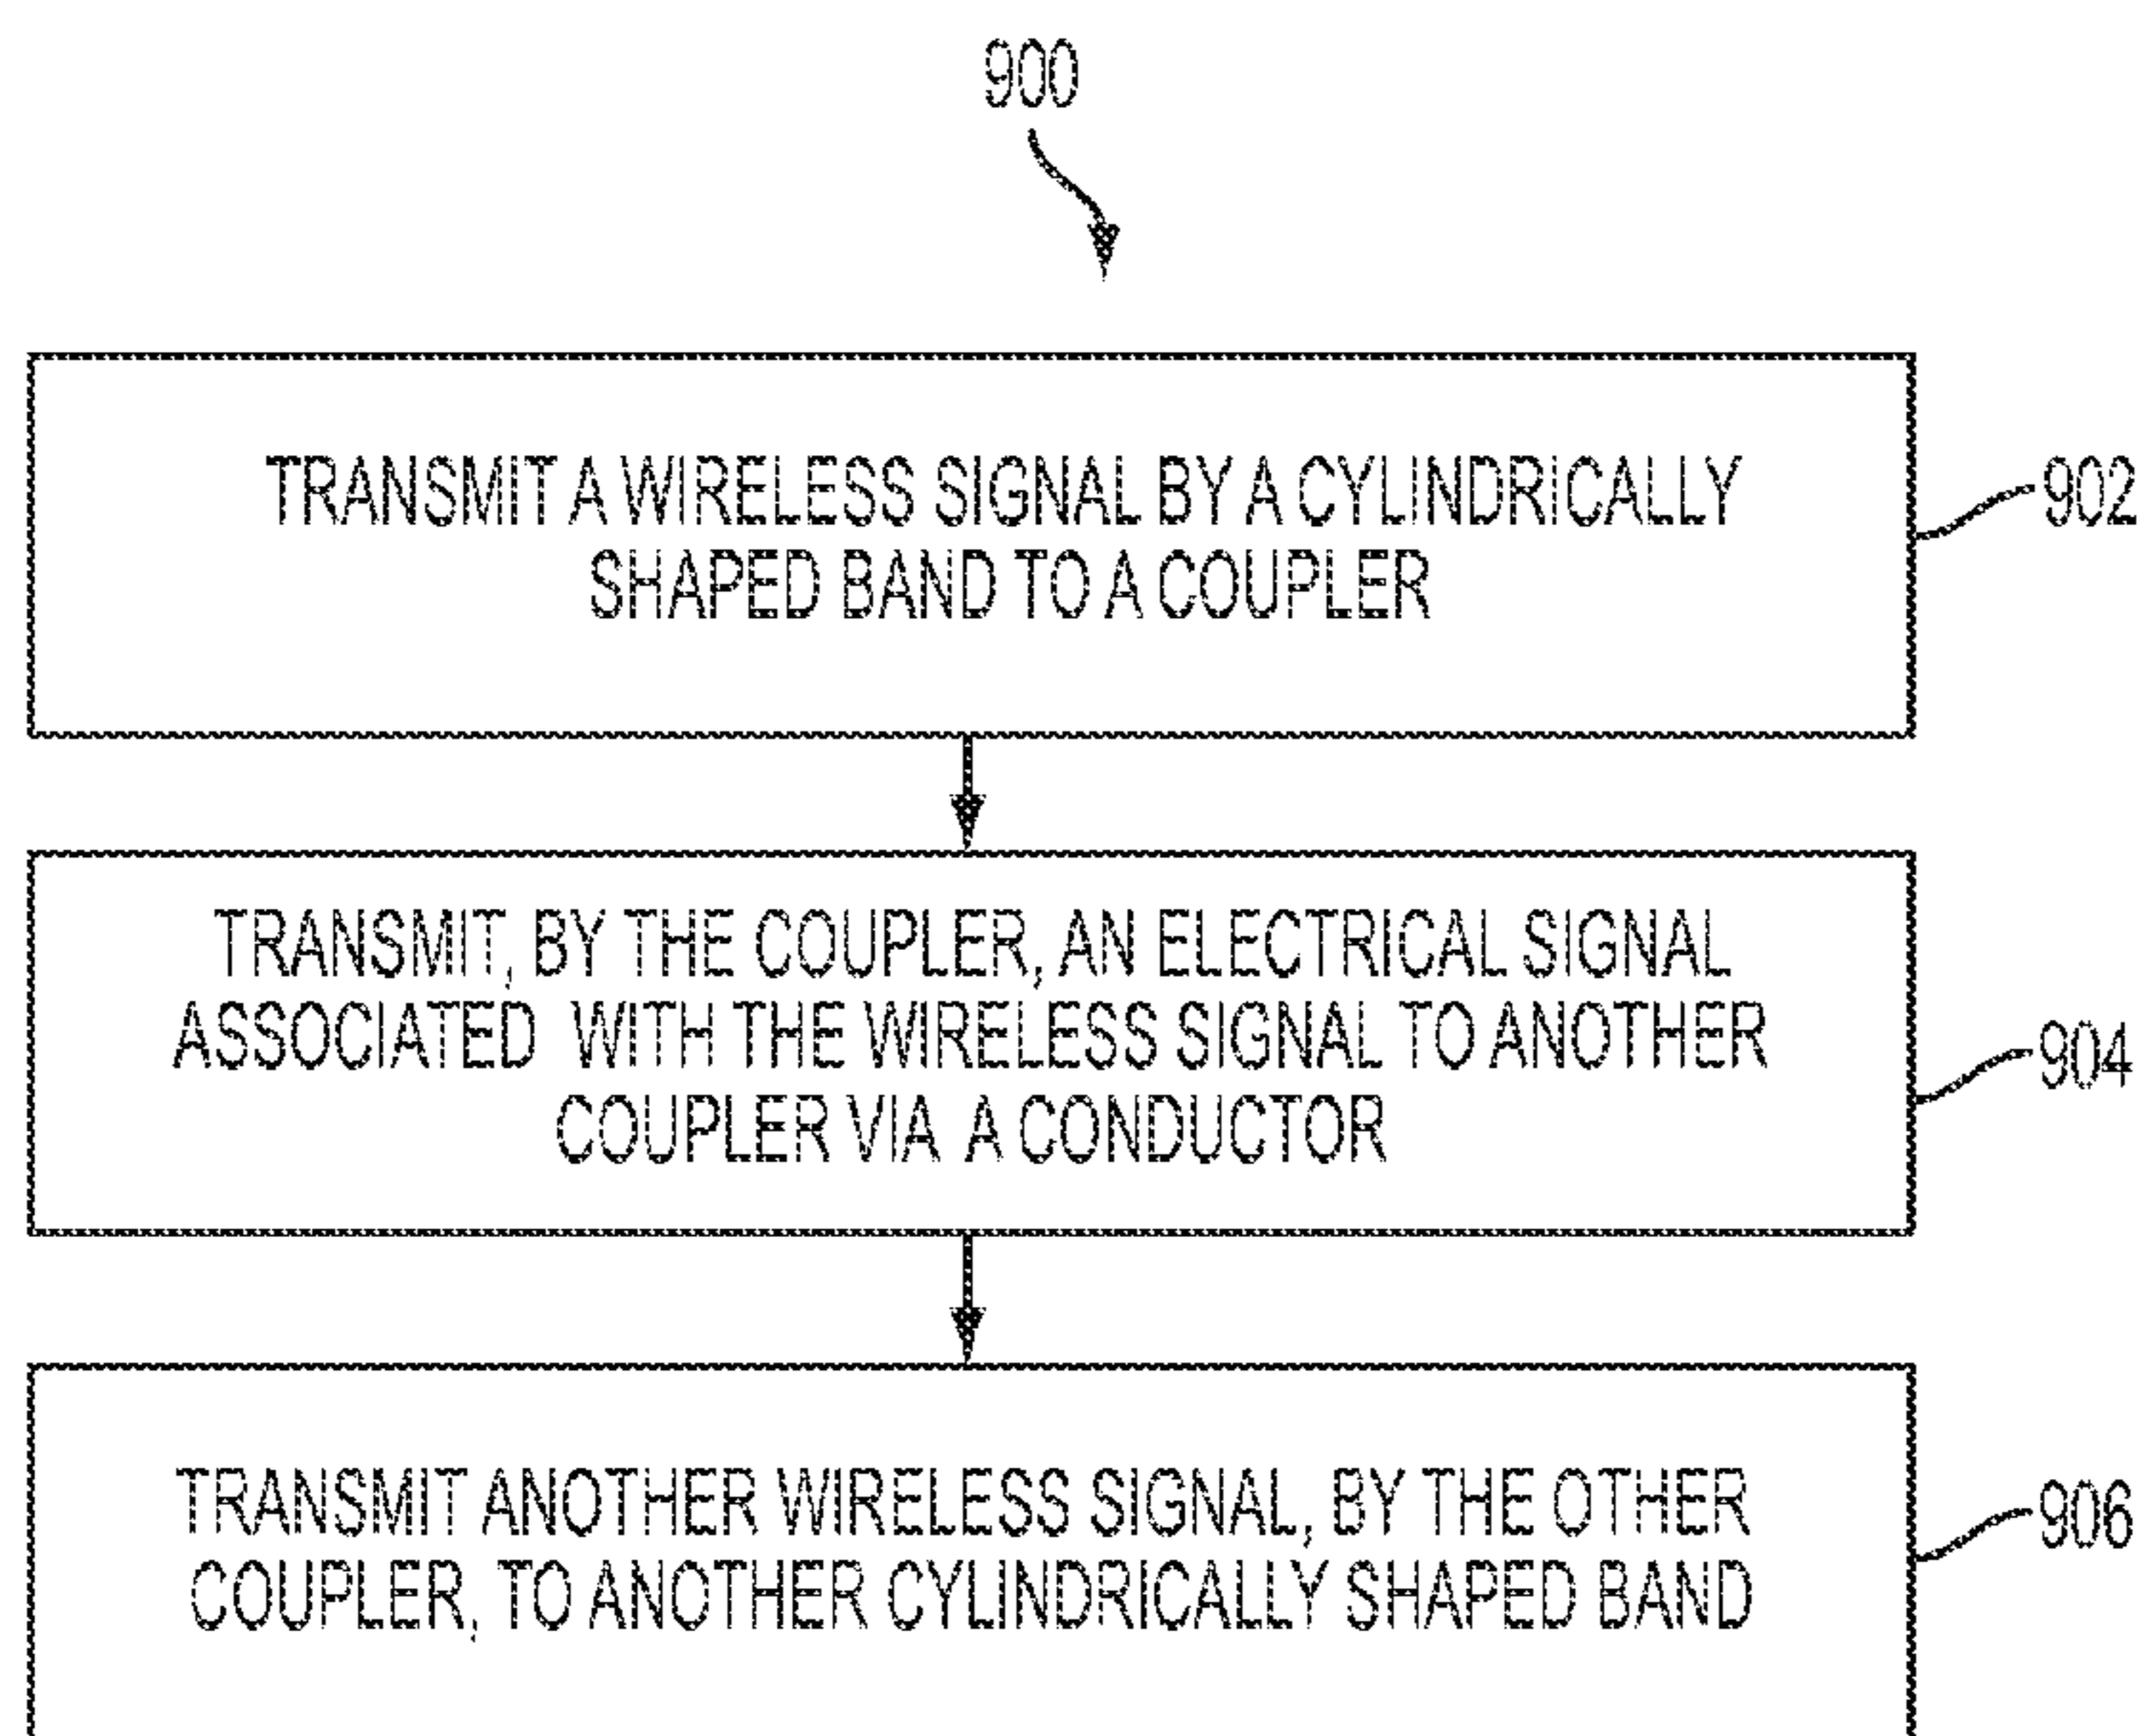 900
TRANSMIT A WIRELESS SIGNAL BY A CYLINDRICALLY
SHAPED BAND TO A COUPLER
902
TRANSMIT, BY THE COUPLER, AN ELECTRICAL SIGNAL
ASSOCIATED WITH THE WIRELESS SIGNAL TO ANOTHER
COUPLER VIA A CONDUCTOR
904
TRANSMIT ANOTHER WIRELESS SIGNAL, BY THE OTHER
COUPLER, TO ANOTHER CYLINDRICALLY SHAPED BAND
906